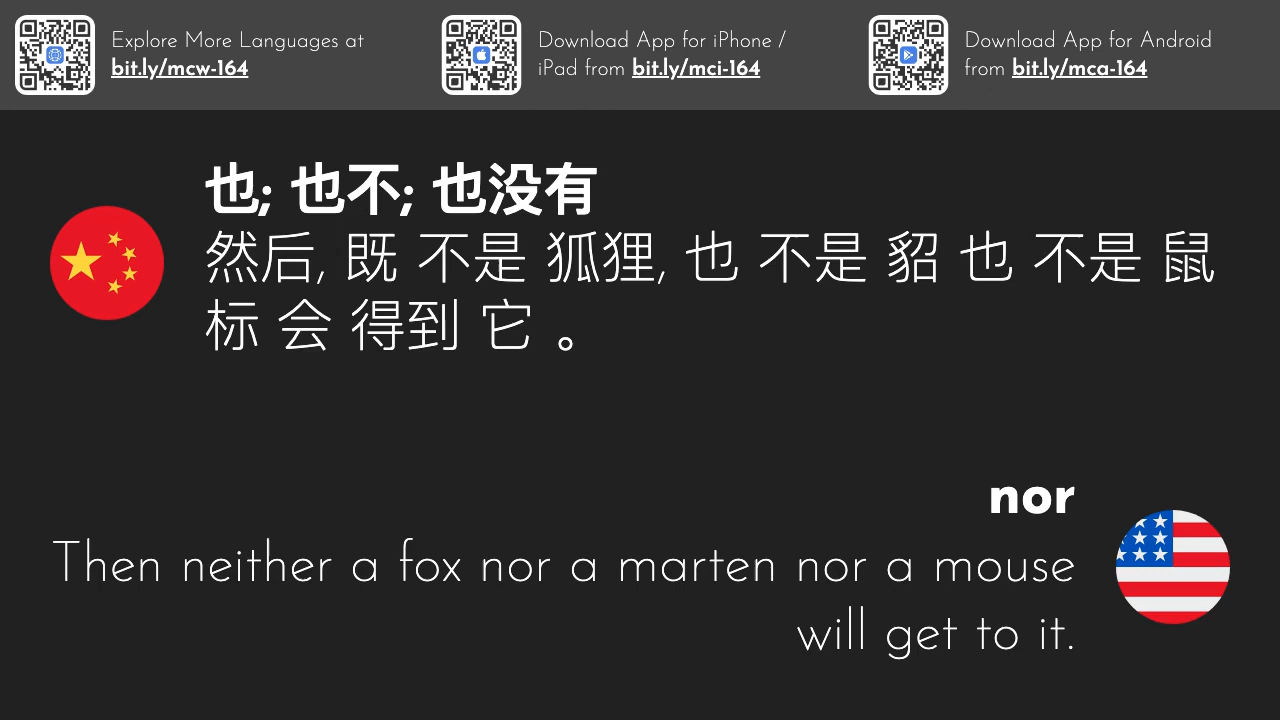 Explore More Languages at
bit.ly/mcw-164
Download App for iPhone /
iPad from bit.ly/mci-164
Download App for Android
from bit.ly/mca-164
也; 也不; 也没有
然后, 既 不是 狐狸, 也 不是 貂 也 不是 鼠
标 会 得到 它 。
nor
Then neither a fox nor a marten nor a mouse
will get to it.